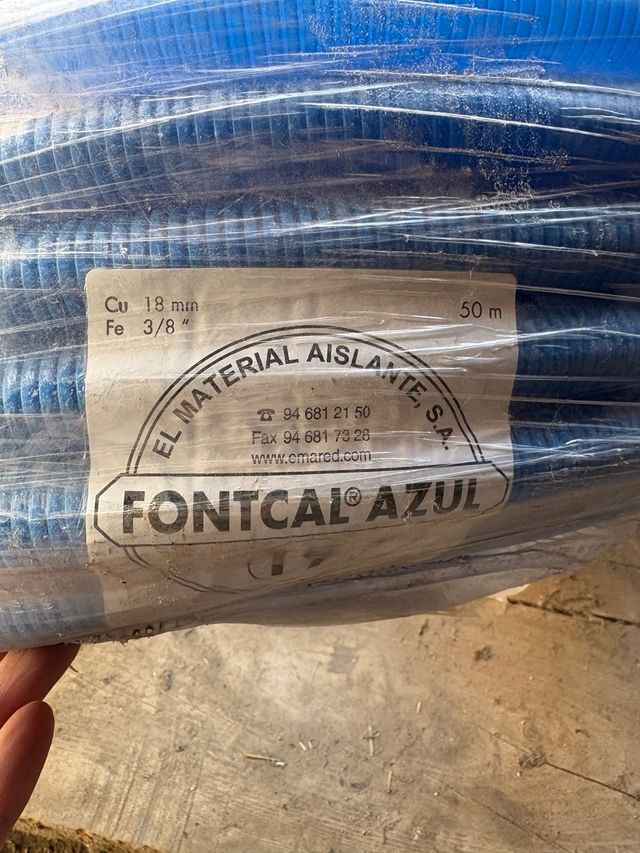 Cu 18 mm
Fe 3/8 "
50 m
EL MATERIAL AISLANTE, S.A.
☎ 94 681 21 50
Fax 94 681 73 28
www.emared.com
FONTCAL® AZUL